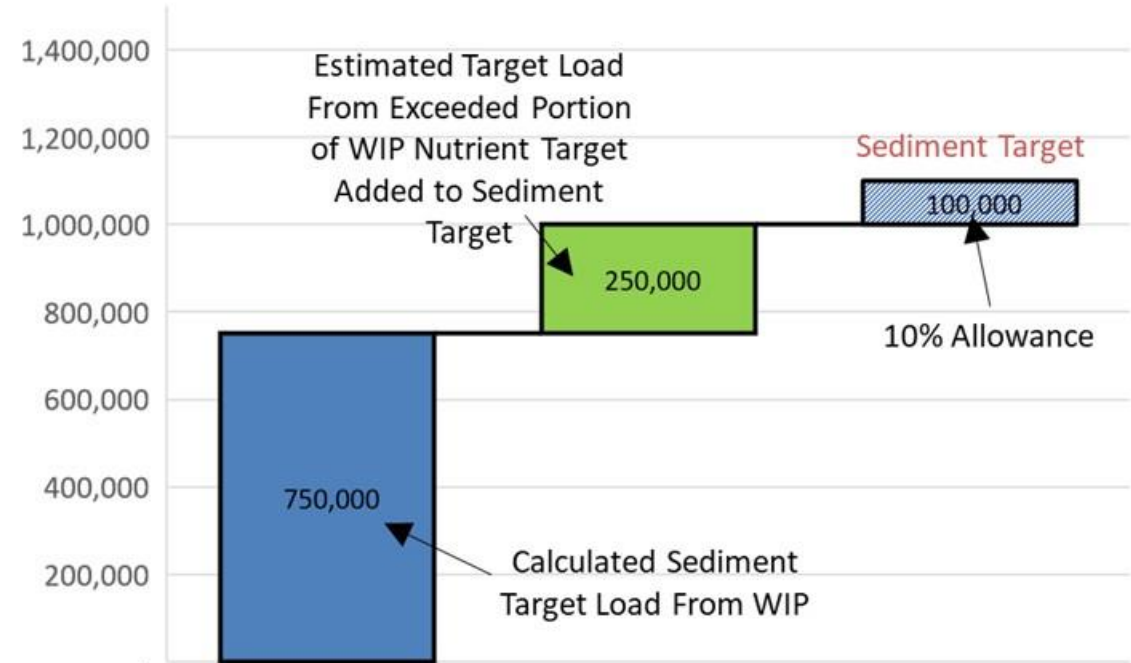 1,400,000
1,200,000
1,000,000
800,000
600,000
400,000
200,000
Estimated Target Load
From Exceeded Portion
of WIP Nutrient Target
Added to Sediment
Target
Sediment Target
100,000
250,000
10% Allowance
750,000
Calculated Sediment
Target Load From WIP